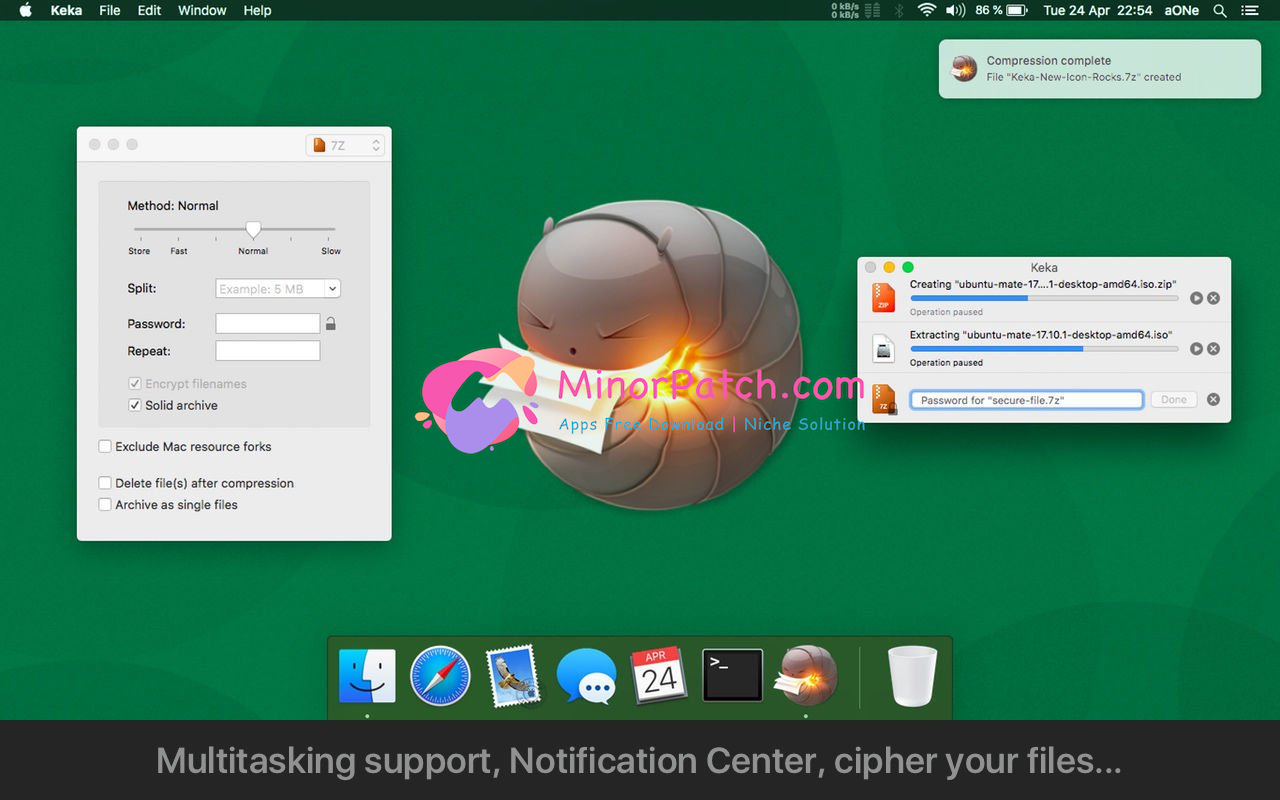 Keka File Edit Window Help
0 kB/s
0 kB/s
86 % Tue 24 Apr 22:54 aONe
Compression complete
File "Keka-New-Icon-Rocks.7z" created
7Z
Method: Normal
Store Fast Normal Slow
Split: Example: 5 MB
Password:
Repeat:
Encrypt filenames
Solid archive
Exclude Mac resource forks
Delete file(s) after compression
Archive as single files
Keka
Creating "ubuntu-mate-17....1-desktop-amd64.iso.zip"
ZIP
Operation paused
Extracting "ubuntu-mate-17.10.1-desktop-amd64.iso"
Operation paused
7Z
Password for "secure-file.7z" Done
MinorPatch.com
Apps Free Download | Niche Solution
APR
24
>_
Multitasking support, Notification Center, cipher your files...